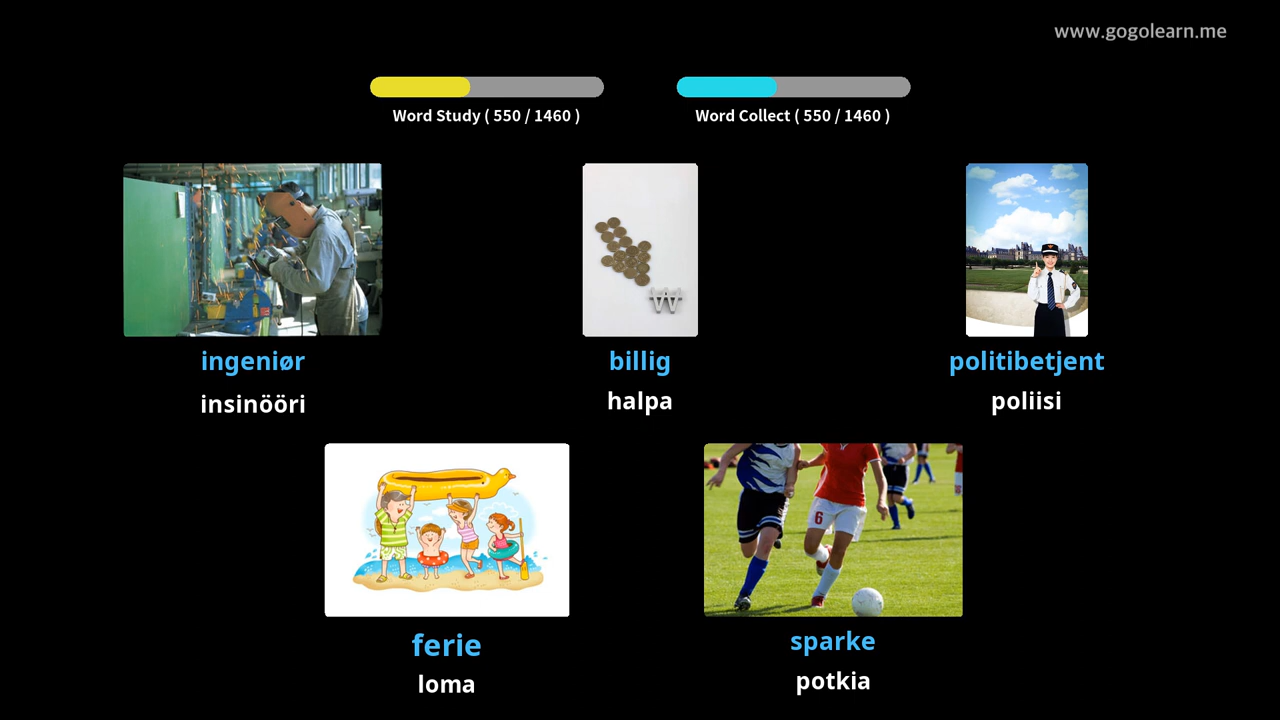 www.gogolearn.me
Word Study ( 550 / 1460 )
Word Collect ( 550 / 1460 )
ingeniør
insinööri
billig
halpa
politibetjent
poliisi
ferie
loma
sparke
potkia
6